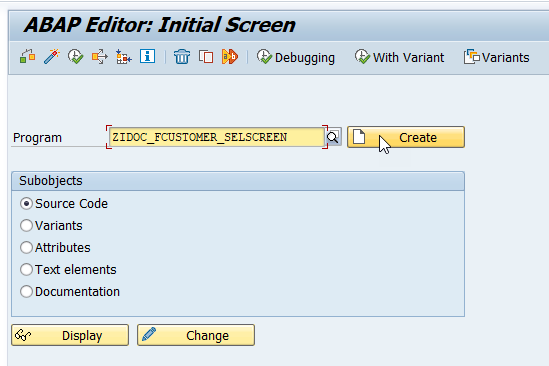 ABAP Editor: Initial Screen
Debugging With Variant Variants
Program ZIDOC_FCUSTOMER_SELSCREEN Create
Subobjects
Source Code
Variants
Attributes
Text elements
Documentation
Display Change